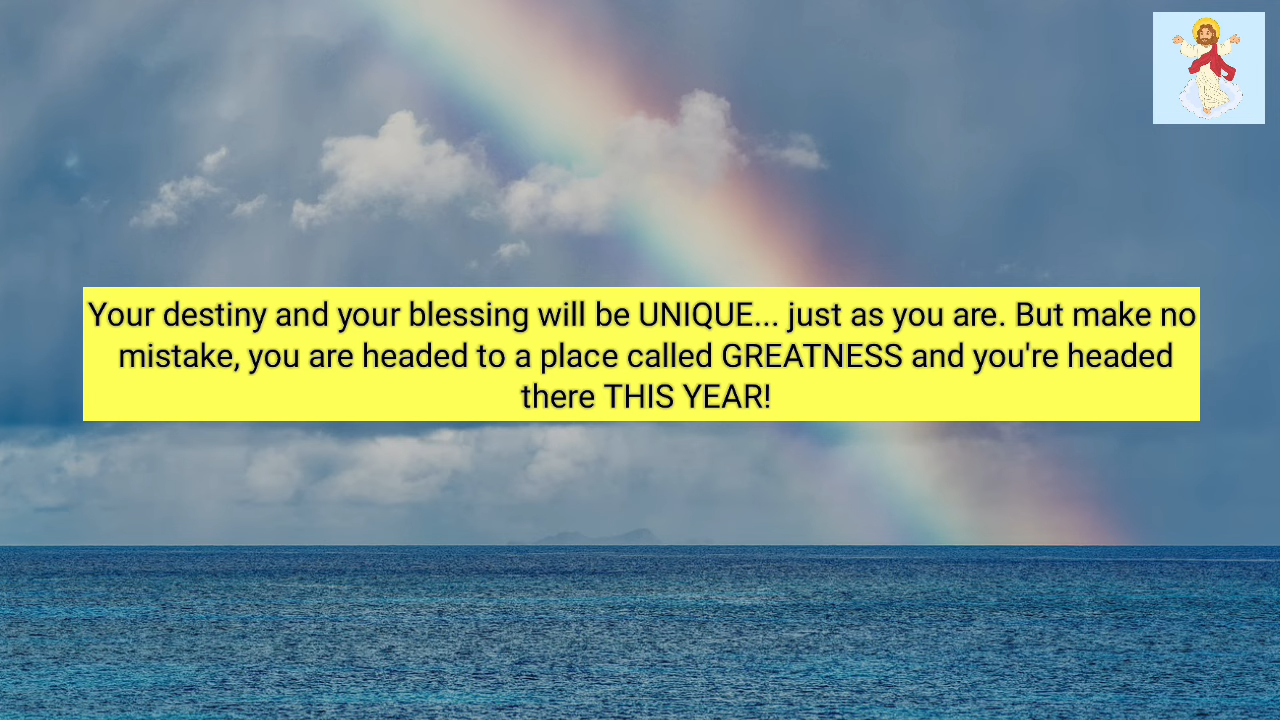 Your destiny and your blessing will be UNIQUE... just as you are. But make no
mistake, you are headed to a place called GREATNESS and you're headed
there THIS YEAR!